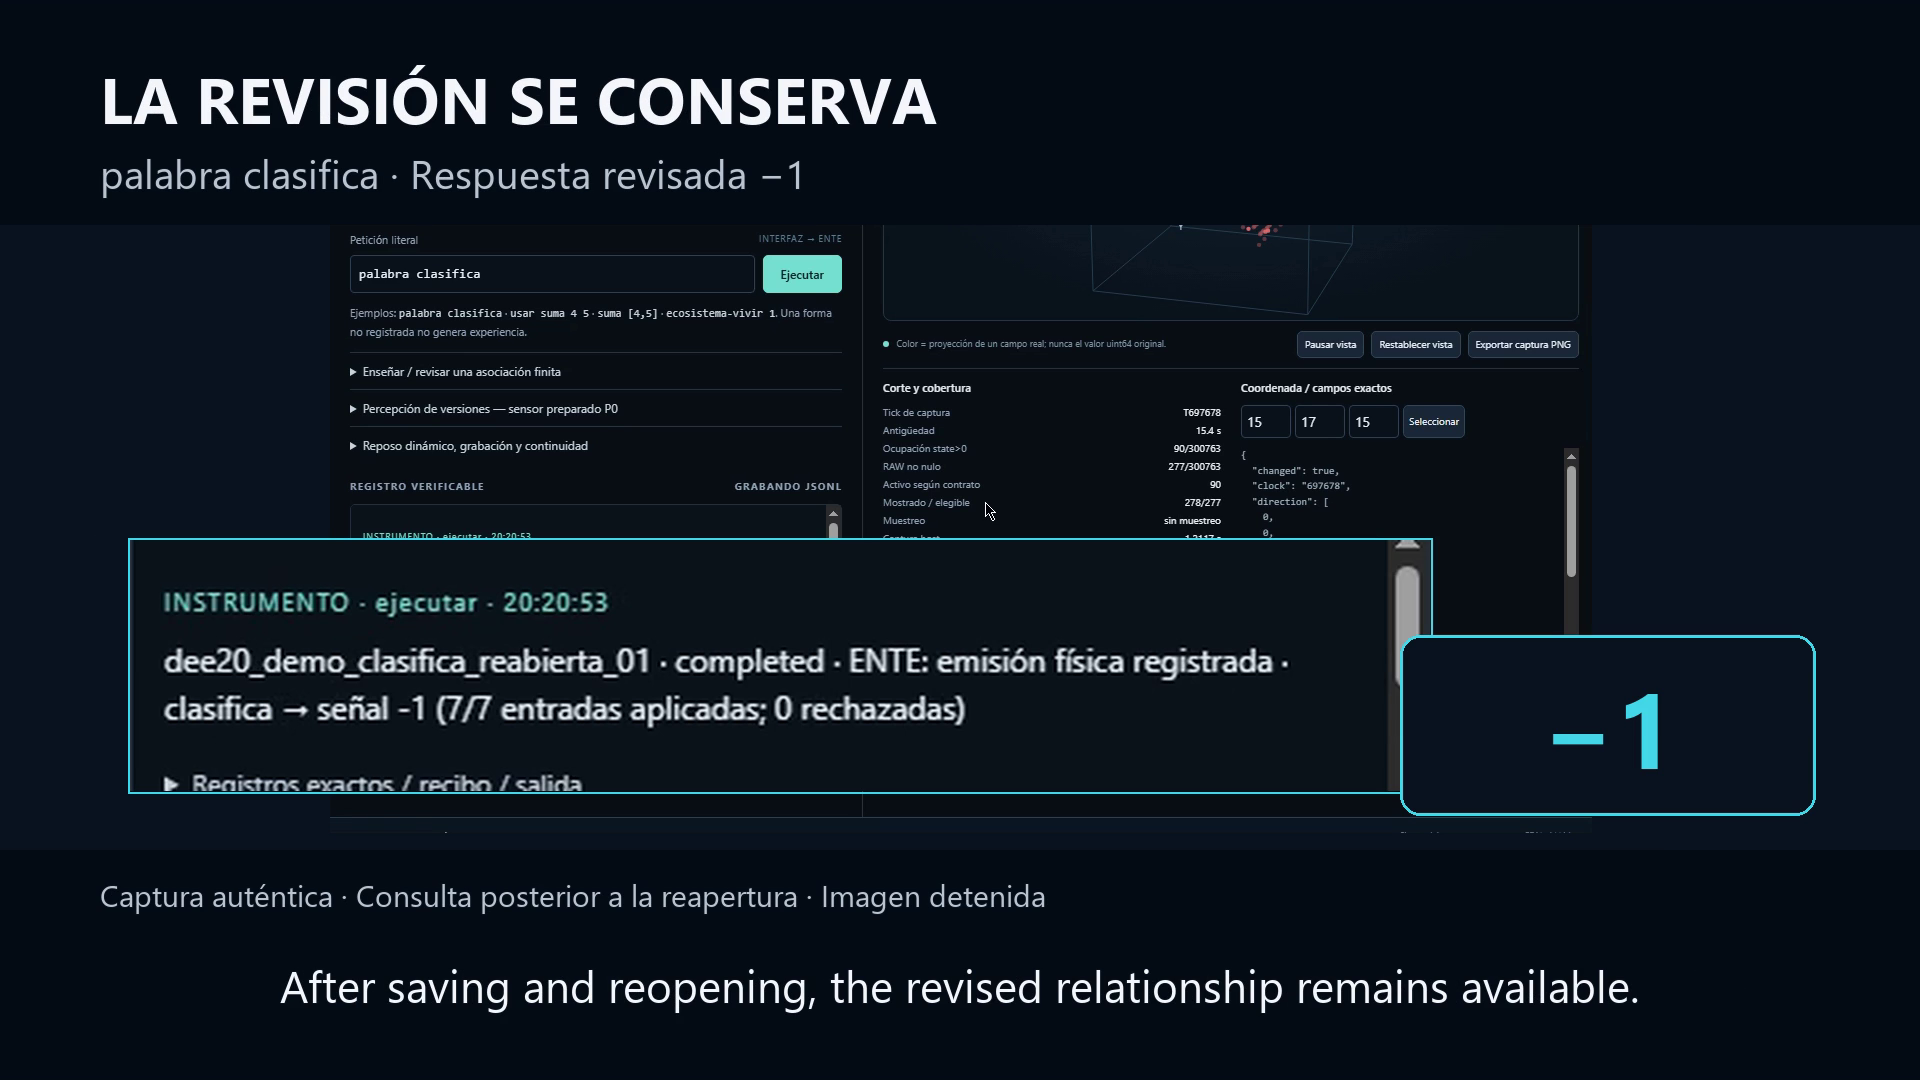 LA REVISIÓN SE CONSERVA
palabra clasifica · Respuesta revisada −1
Petición literal
INTERFAZ → ENTE
palabra clasifica
Ejecutar
Ejemplos: palabra clasifica · usar suma 4 5 · suma [4,5] · ecosistema-vivir 1. Una forma
no registrada no genera experiencia.
▶ Enseñar / revisar una asociación finita
▶ Percepción de versiones — sensor preparado P0
▶ Reposo dinámico, grabación y continuidad
REGISTRO VERIFICABLE
GRABANDO JSONL
INSTRUMENTO · ejecutar · 20:20:53
Color = proyección de un campo real; nunca el valor uint64 original.
Pausar vista
Restablecer vista
Exportar captura PNG
Corte y cobertura
Tick de captura T697678
Antigüedad 15.4 s
Ocupación state>0 90/300763
RAW no nulo 277/300763
Activo según contrato 90
Mostrado / elegible 278/277
Muestreo sin muestreo
Coordenada / campos exactos
15 17 15 Seleccionar
{
"changed": true,
"clock": "697678",
"direction": [
0,
0,
INSTRUMENTO · ejecutar · 20:20:53
dee20_demo_clasifica_reabierta_01 · completed · ENTE: emisión física registrada ·
clasifica → señal -1 (7/7 entradas aplicadas; 0 rechazadas)
▶ Registros exactos / recibo / salida
−1
Captura auténtica · Consulta posterior a la reapertura · Imagen detenida
After saving and reopening, the revised relationship remains available.